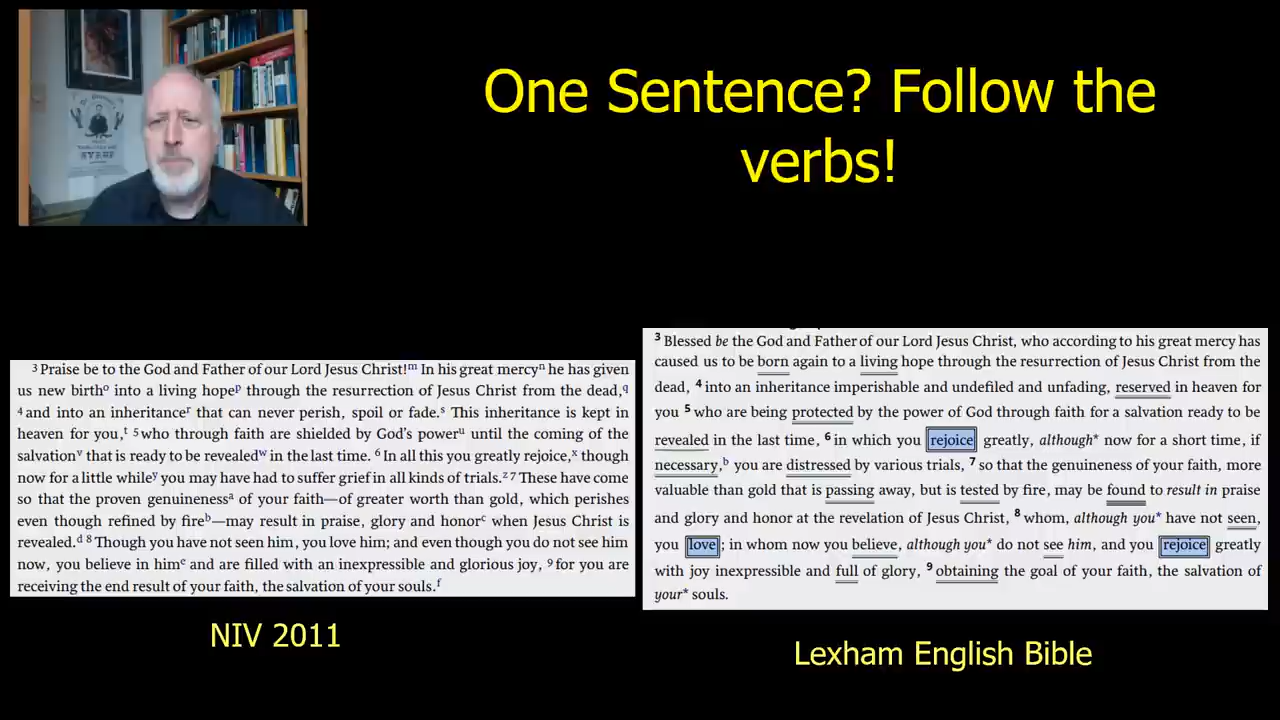 One Sentence? Follow the
verbs!
3 Praise be to the God and Father of our Lord Jesus Christ!m In his great mercyn he has given
us new birtho into a living hopep through the resurrection of Jesus Christ from the dead,q
4 and into an inheritancer that can never perish, spoil or fade.s This inheritance is kept in
heaven for you,t 5 who through faith are shielded by God's poweru until the coming of the
salvationv that is ready to be revealedw in the last time. 6 In all this you greatly rejoice,x though
now for a little whiley you may have had to suffer grief in all kinds of trials.z 7 These have come
so that the proven genuinenessa of your faith—of greater worth than gold, which perishes
even though refined by fireb—may result in praise, glory and honorc when Jesus Christ is
revealed.d 8 Though you have not seen him, you love him; and even though you do not see him
now, you believe in hime and are filled with an inexpressible and glorious joy, 9 for you are
receiving the end result of your faith, the salvation of your souls.f
NIV 2011
3 Blessed be the God and Father of our Lord Jesus Christ, who according to his great mercy has
caused us to be born again to a living hope through the resurrection of Jesus Christ from the
dead, 4 into an inheritance imperishable and undefiled and unfading, reserved in heaven for
you 5 who are being protected by the power of God through faith for a salvation ready to be
revealed in the last time, 6 in which you rejoice greatly, although* now for a short time, if
necessary,b you are distressed by various trials, 7 so that the genuineness of your faith, more
valuable than gold that is passing away, but is tested by fire, may be found to result in praise
and glory and honor at the revelation of Jesus Christ, 8 whom, although you* have not seen,
you love; in whom now you believe, although you* do not see him, and you rejoice greatly
with joy inexpressible and full of glory, 9 obtaining the goal of your faith, the salvation of
your* souls.
Lexham English Bible